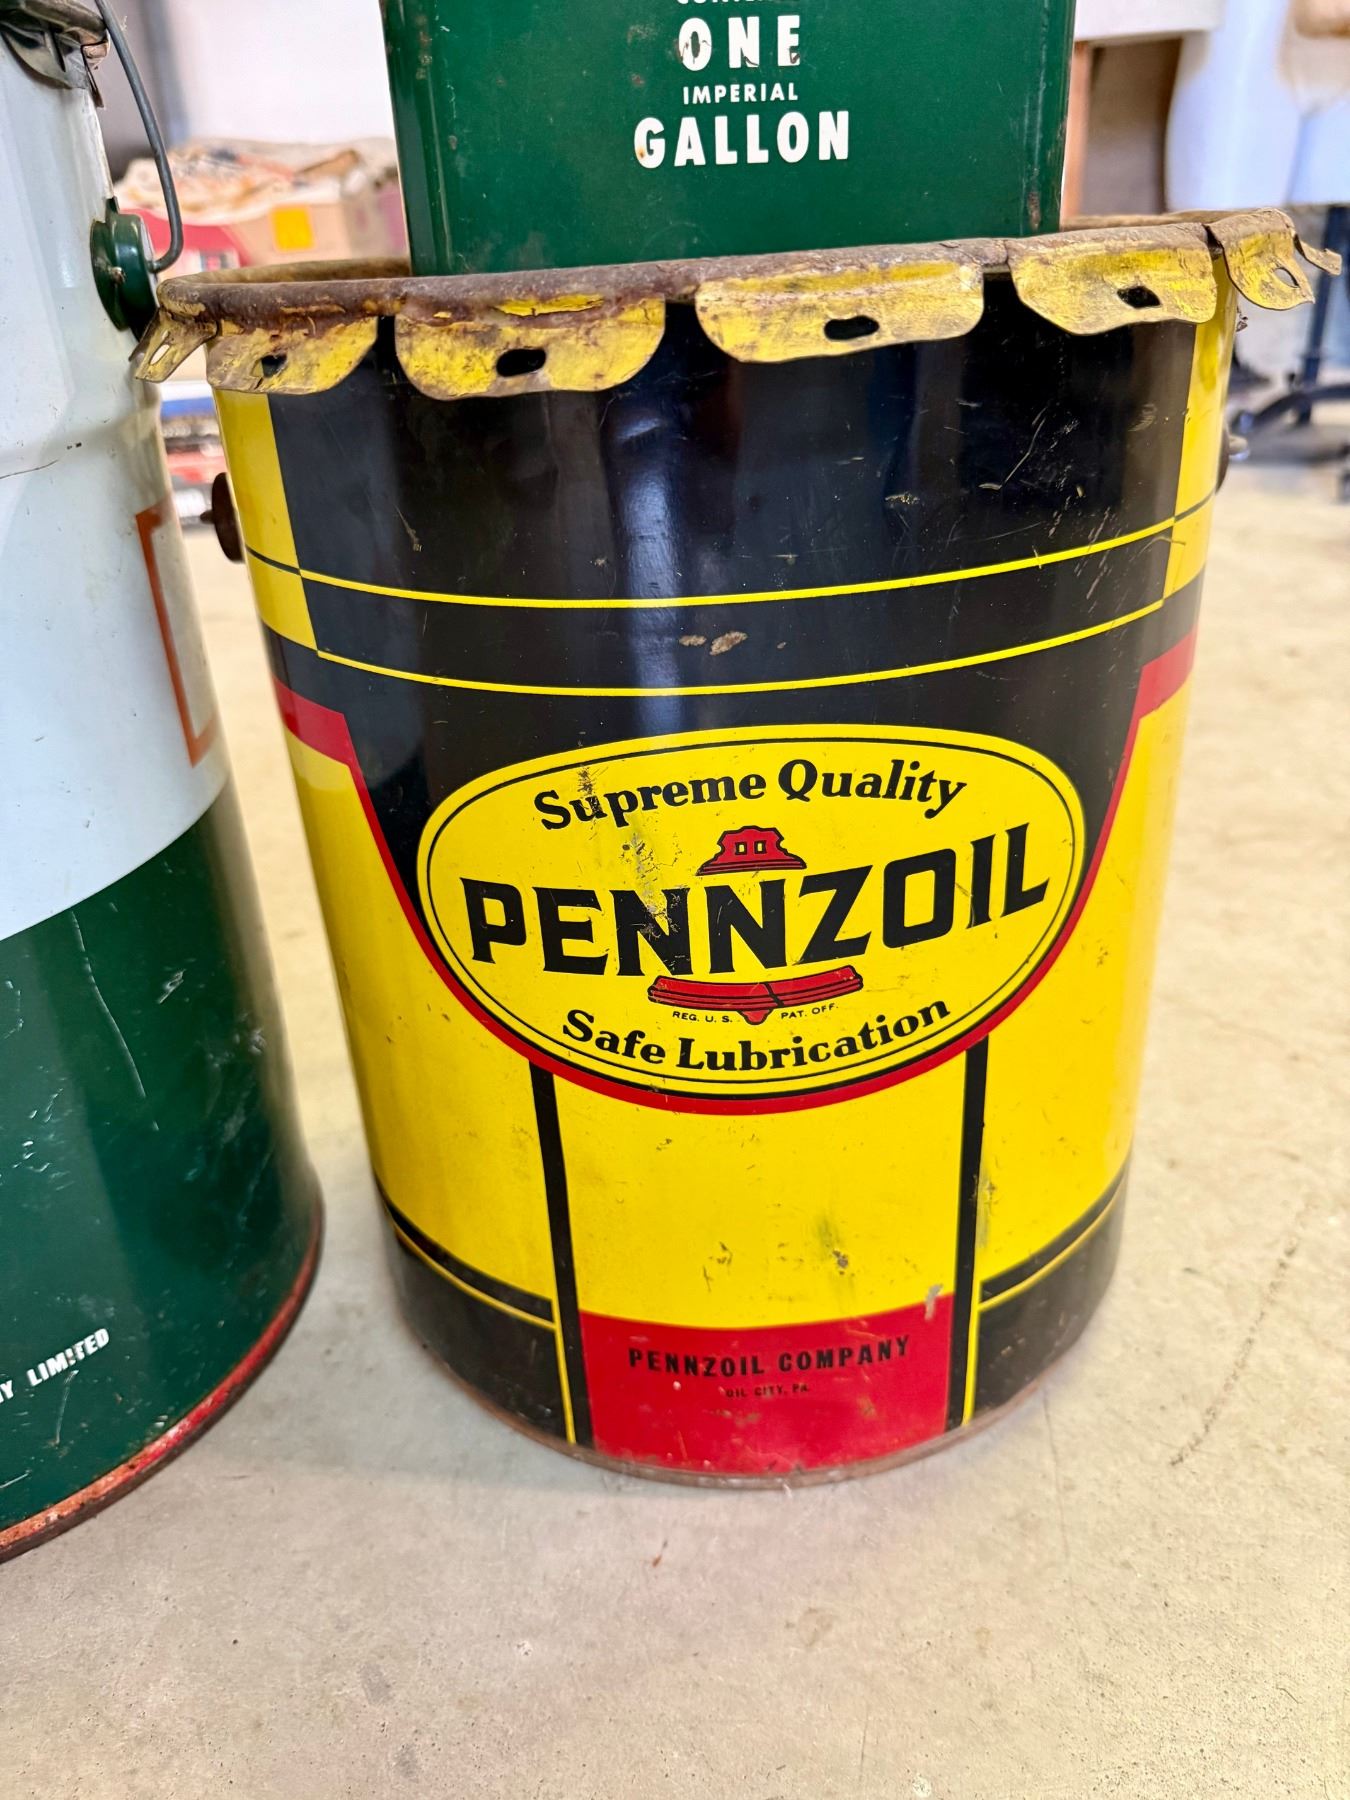 ONE
IMPERIAL
GALLON
Supreme Quality
PENNZOIL
REG. U. S. PAT. OFF.
Safe Lubrication
PENNZOIL COMPANY
OIL CITY, PA.
LIMITED